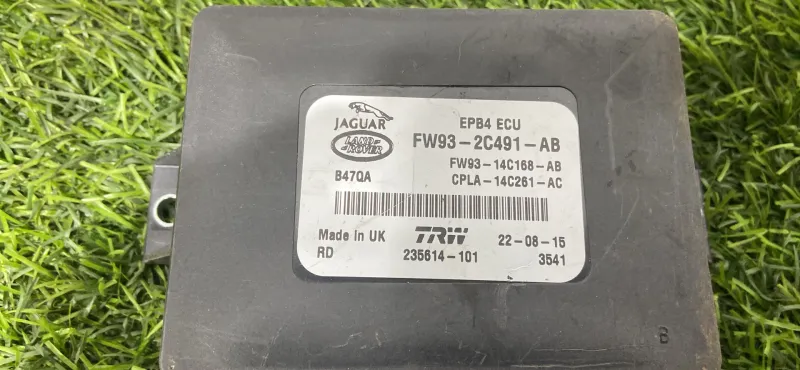 JAGUAR
EPB4 ECU
LAND ROVER
FW93-2C491-AB
FW93-14C168-AB
B47QA
CPLA-14C261-AC
Made In UK
TRW
22-08-15
RD
235614-101
3541
B